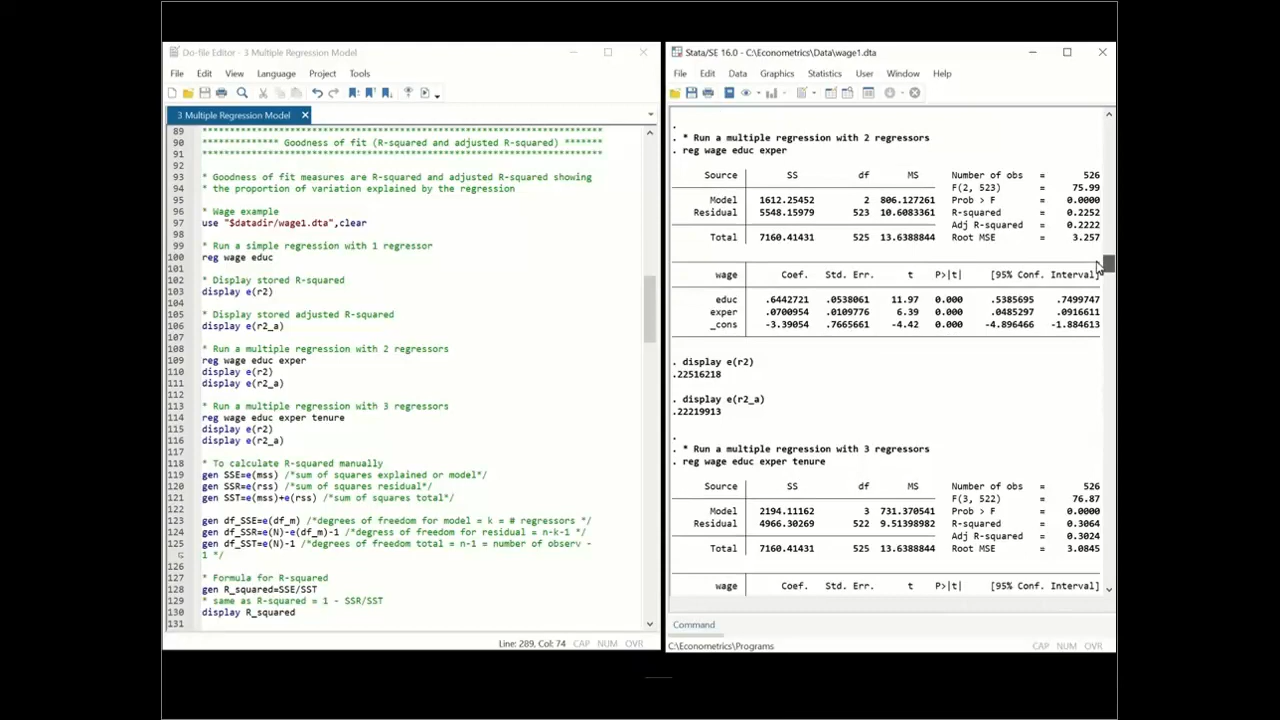 Do-file Editor - 3 Multiple Regression Model
File Edit View Language Project Tools
3 Multiple Regression Model
89 ***********************************************************************
90 ************** Goodness of fit (R-squared and adjusted R-squared) *******
91 ***********************************************************************
92
93 * Goodness of fit measures are R-squared and adjusted R-squared showing
94 * the proportion of variation explained by the regression
95
96 * Wage example
97 use "$datadir/wage1.dta",clear
98
99 * Run a simple regression with 1 regressor
100 reg wage educ
101
102 * Display stored R-squared
103 display e(r2)
104
105 * Display stored adjusted R-Squared
106 display e(r2_a)
107
108 * Run a multiple regression with 2 regressors
109 reg wage educ exper
110 display e(r2)
111 display e(r2_a)
112
113 * Run a multiple regression with 3 regressors
114 reg wage educ exper tenure
115 display e(r2)
116 display e(r2_a)
117
118 * To calculate R-squared manually
119 gen SSE=e(mss) /*sum of squares explained or model*/
120 gen SSR=e(rss) /*sum of squares residual*/
121 gen SST=e(mss)+e(rss) /*sum of squares total*/
122
123 gen df_SSE=e(df_m) /*degrees of freedom for model = k = # regressors */
124 gen df_SSR=e(N)-e(df_m)-1 /*degrees of freedom for residual = n-k-1 */
125 gen df_SST=e(N)-1 /*degrees of freedom total = n-1 = number of observ -
1 */
126
127 * Formula for R-squared
128 gen R_squared=SSE/SST
129 * same as R-squared = 1 - SSR/SST
130 display R_squared
131
Line: 289, Col: 74 CAP NUM OVR
Stata/SE 16.0 - C:\Econometrics\Data\wage1.dta
File Edit Data Graphics Statistics User Window Help
.
. * Run a multiple regression with 2 regressors
. reg wage educ exper
Source SS df MS Number of obs = 526
F(2, 523) = 75.99
Model 1612.25452 2 806.127261 Prob > F = 0.0000
Residual 5548.15979 523 10.6083361 R-squared = 0.2252
Adj R-squared = 0.2222
Total 7160.41431 525 13.6388844 Root MSE = 3.257
wage Coef. Std. Err. t P>|t| [95% Conf. Interval]
educ .6442721 .0538061 11.97 0.000 .5385695 .7499747
exper .0700954 .0109776 6.39 0.000 .0485297 .0916611
_cons -3.39054 .7665661 -4.42 0.000 -4.896466 -1.884613
. display e(r2)
.22516218
. display e(r2_a)
.22219913
.
. * Run a multiple regression with 3 regressors
. reg wage educ exper tenure
Source SS df MS Number of obs = 526
F(3, 522) = 76.87
Model 2194.11162 3 731.370541 Prob > F = 0.0000
Residual 4966.30269 522 9.51398982 R-squared = 0.3064
Adj R-squared = 0.3024
Total 7160.41431 525 13.6388844 Root MSE = 3.0845
wage Coef. Std. Err. t P>|t| [95% Conf. Interval]
Command
C:\Econometrics\Programs CAP NUM OVR